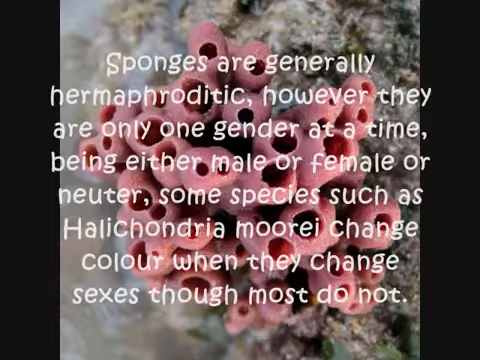 Sponges are generally
hermaphroditic, however they
are only one gender at a time,
being either male or female or
neuter, some species such as
Halichondria moorei change
colour when they change
sexes though most do not.